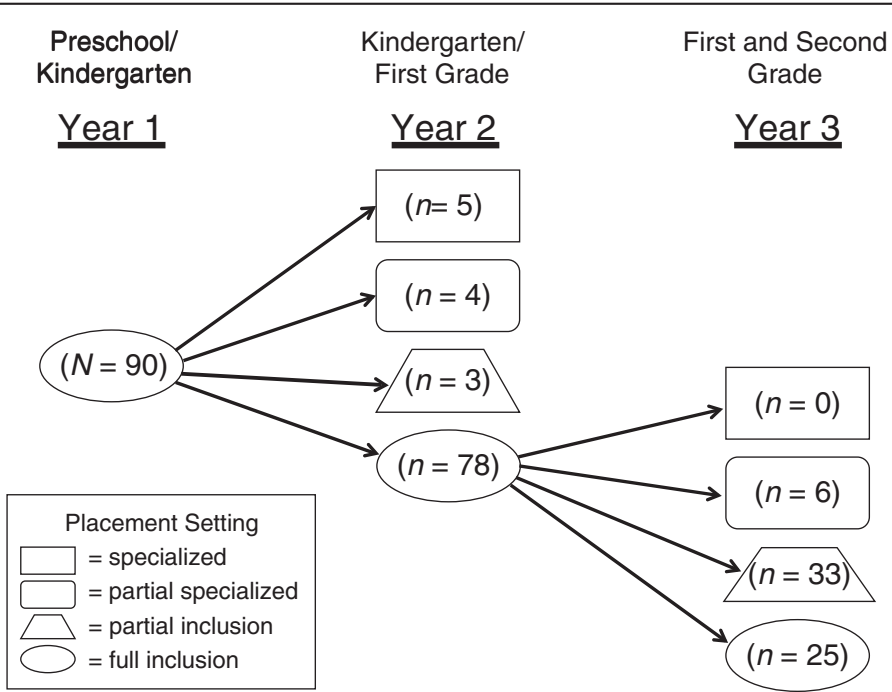 Preschool/
Kindergarten
Year 1
Kindergarten/
First Grade
Year 2
First and Second
Grade
Year 3
(N = 90)
(n= 5)
(n = 4)
(n = 3)
(n = 78)
(n = 0)
(n = 6)
(n = 33)
(n = 25)
Placement Setting
= specialized
= partial specialized
= partial inclusion
= full inclusion